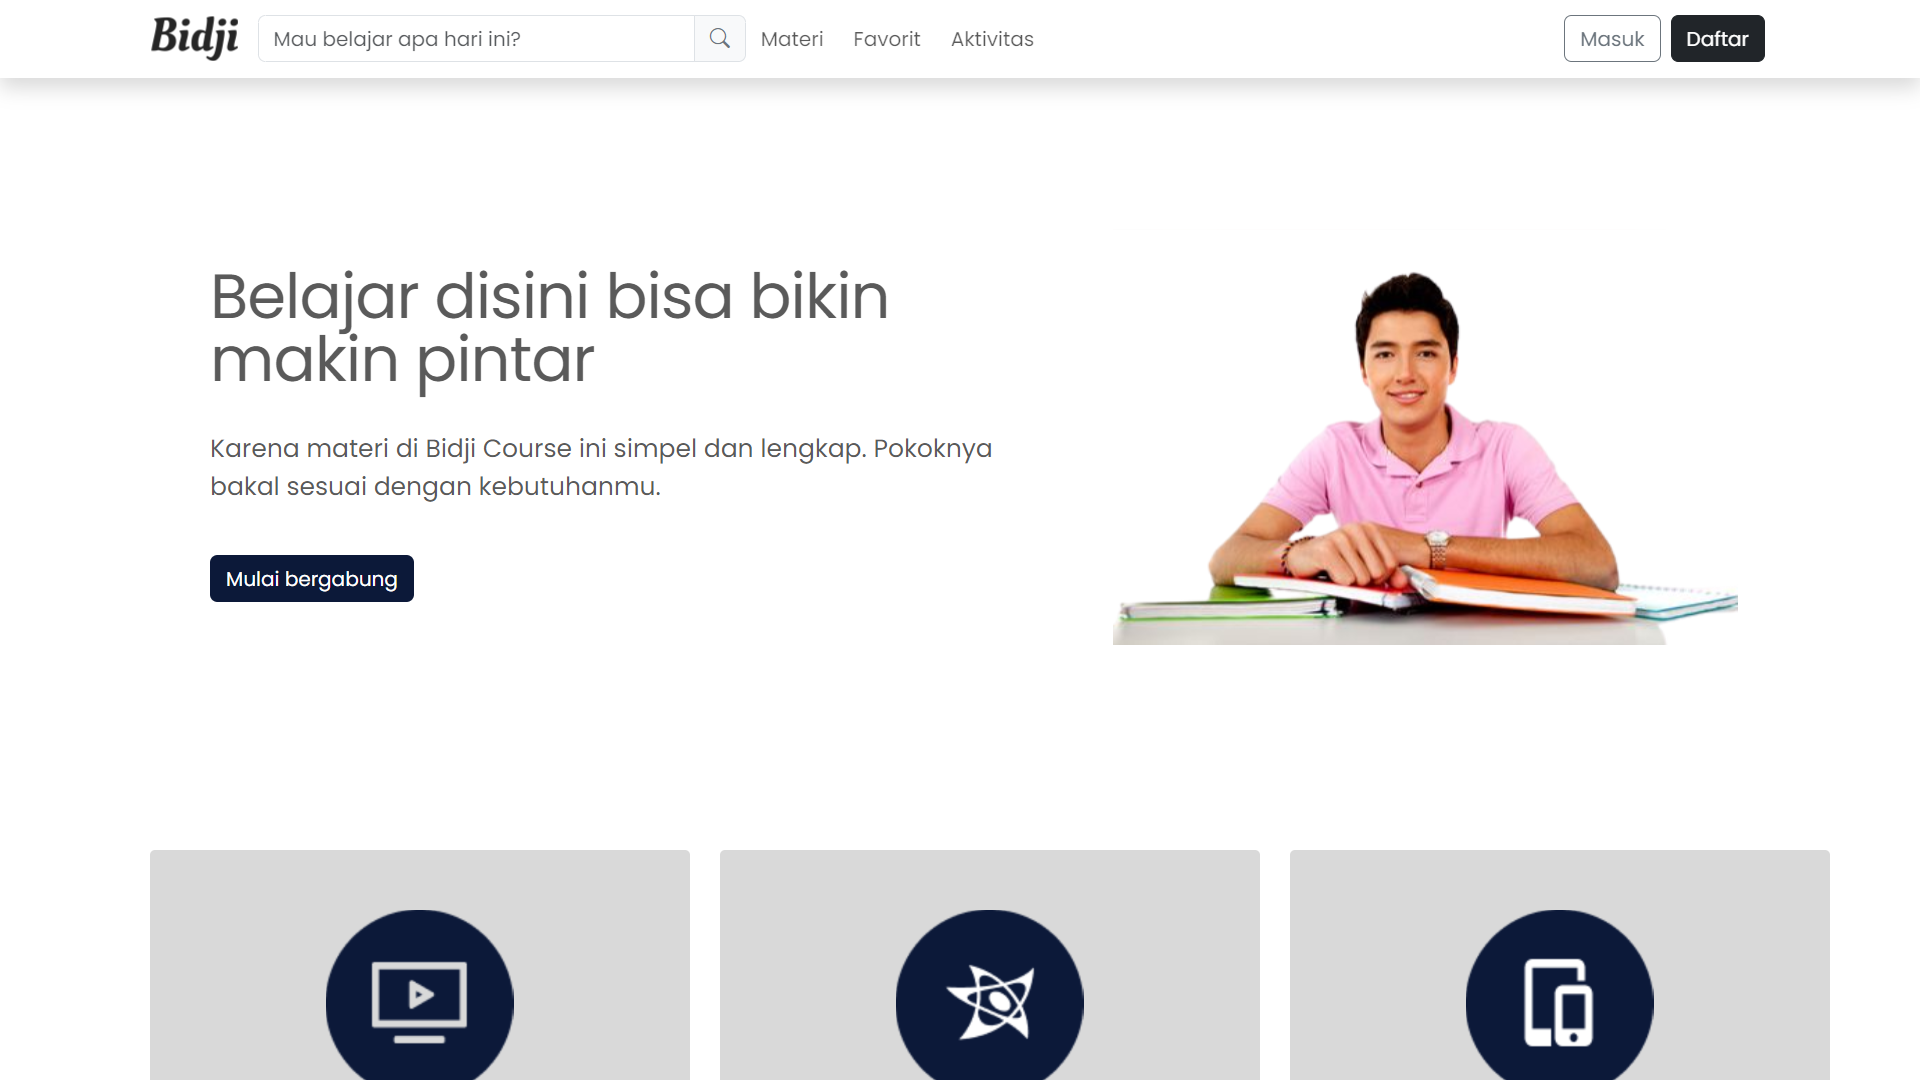 Bidji
Mau belajar apa hari ini?
Materi
Favorit
Aktivitas
Masuk
Daftar
Belajar disini bisa bikin
makin pintar
Karena materi di Bidji Course ini simpel dan lengkap. Pokoknya
bakal sesuai dengan kebutuhanmu.
Mulai bergabung